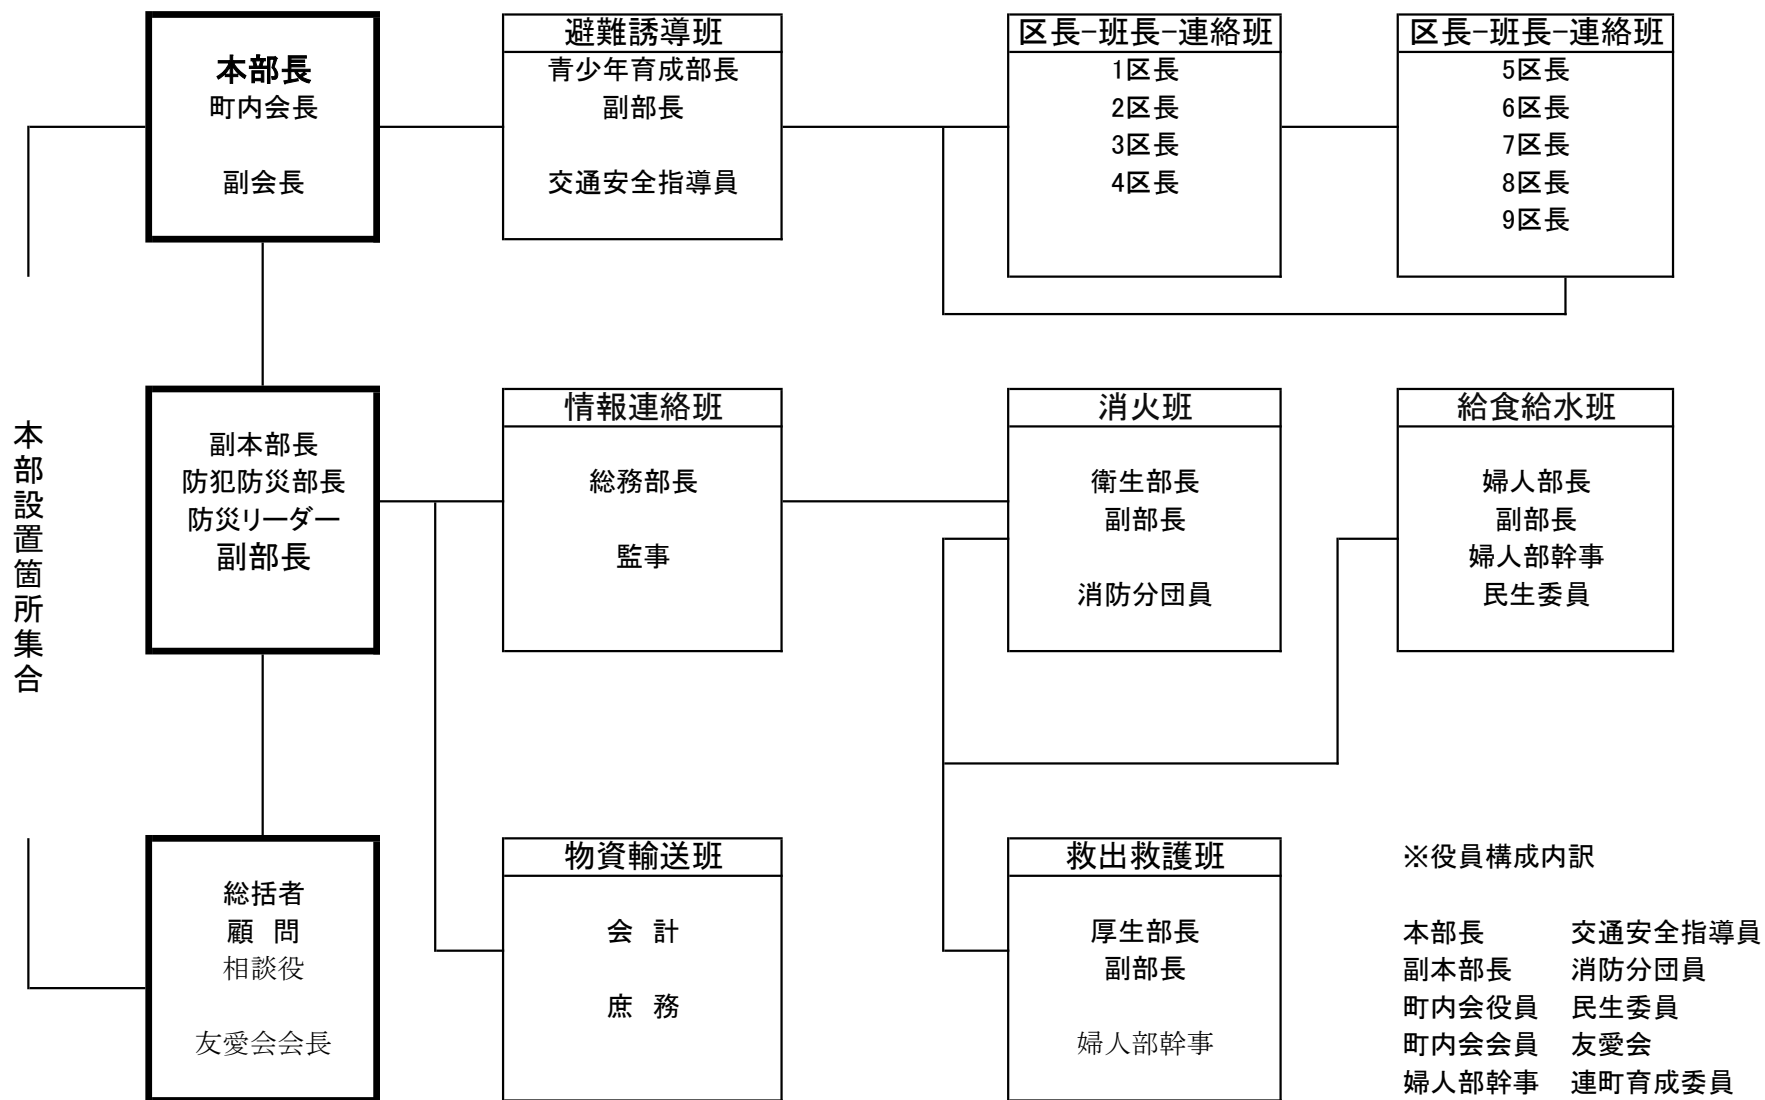 本部長
町内会長
副会長
避難誘導班
青少年育成部長
副部長
交通安全指導員
区長-班長-連絡班
1区長
2区長
3区長
4区長
区長-班長-連絡班
5区長
6区長
7区長
8区長
9区長
本部設置箇所集合
副本部長
防犯防災部長
防災リーダー
副部長
情報連絡班
総務部長
監事
消火班
衛生部長
副部長
消防分団員
給食給水班
婦人部長
副部長
婦人部幹事
民生委員
総括者
顧　問
相談役
友愛会会長
物資輸送班
会　計
庶　務
救出救護班
厚生部長
副部長
婦人部幹事
※役員構成内訳
本部長　交通安全指導員
副本部長　消防分団員
町内会役員　民生委員
町内会会員　友愛会
婦人部幹事　連町育成委員